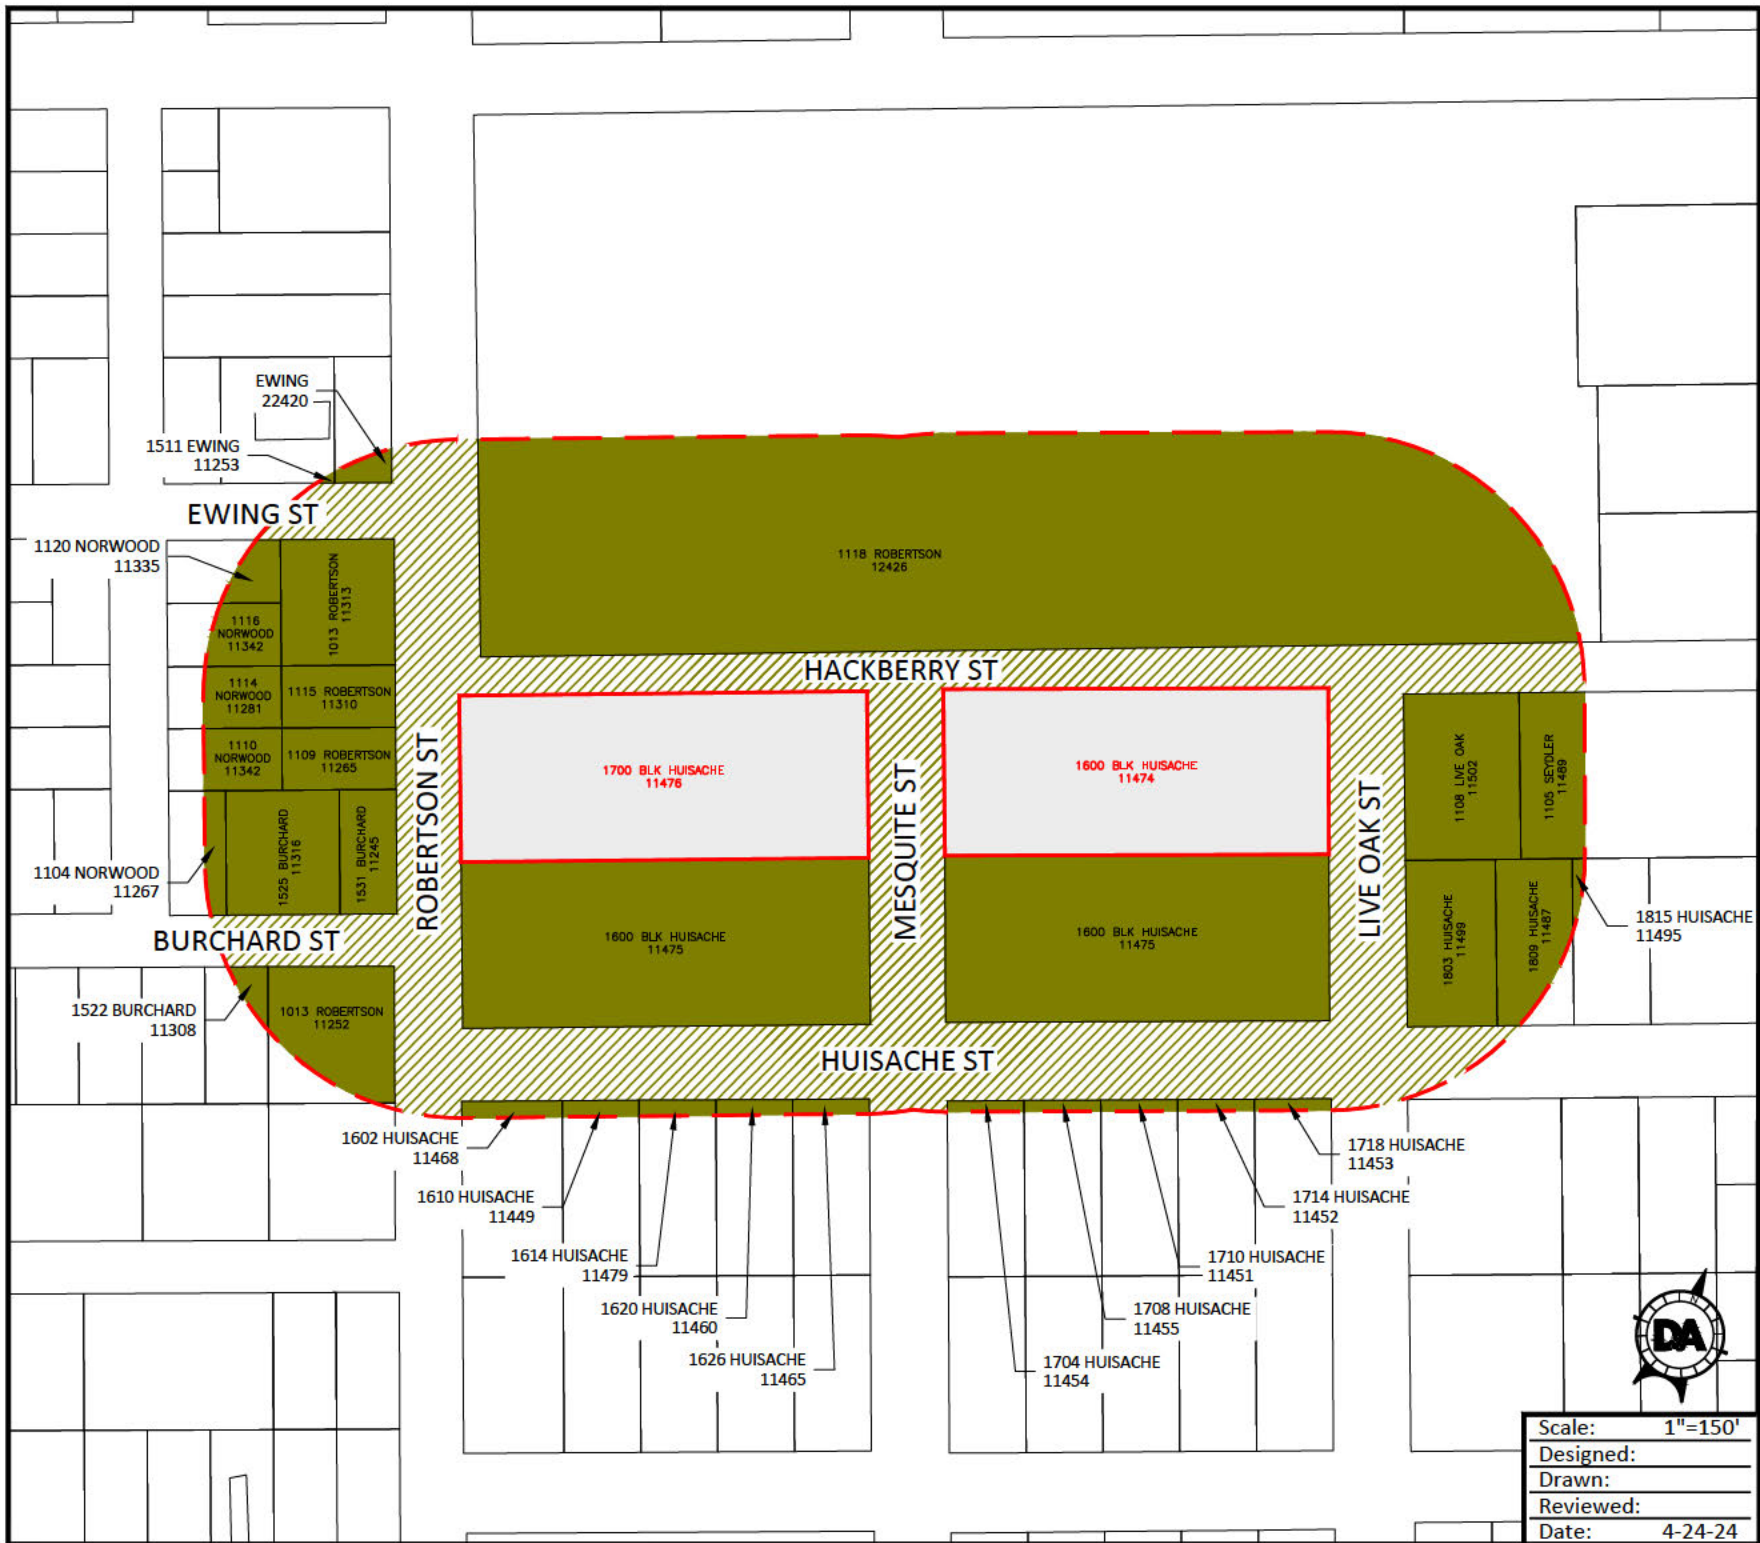 EWING
22420
1511 EWING
11253
EWING ST
1120 NORWOOD
11335
1013 ROBERTSON
11313
1116
NORWOOD
11342
1114
NORWOOD
11281
1115 ROBERTSON
11310
1110
NORWOOD
11342
1109 ROBERTSON
11265
1104 NORWOOD
11267
1525 BURCHARD
11316
1531 BURCHARD
11245
BURCHARD ST
1522 BURCHARD
11308
1013 ROBERTSON
11252
ROBERTSON ST
1118 ROBERTSON
12426
HACKBERRY ST
1700 BLK HUISACHE
11476
1600 BLK HUISACHE
11474
MESQUITE ST
LIVE OAK ST
1600 BLK HUISACHE
11475
1600 BLK HUISACHE
11475
1108 LIVE OAK
11502
1105 SEYDLER
11489
1803 HUISACHE
11499
1809 HUISACHE
11487
1815 HUISACHE
11495
HUISACHE ST
1602 HUISACHE
11468
1610 HUISACHE
11449
1614 HUISACHE
11479
1620 HUISACHE
11460
1626 HUISACHE
11465
1718 HUISACHE
11453
1714 HUISACHE
11452
1710 HUISACHE
11451
1708 HUISACHE
11455
1704 HUISACHE
11454
N
DA
Scale: 1"=150'
Designed:
Drawn:
Reviewed:
Date: 4-24-24